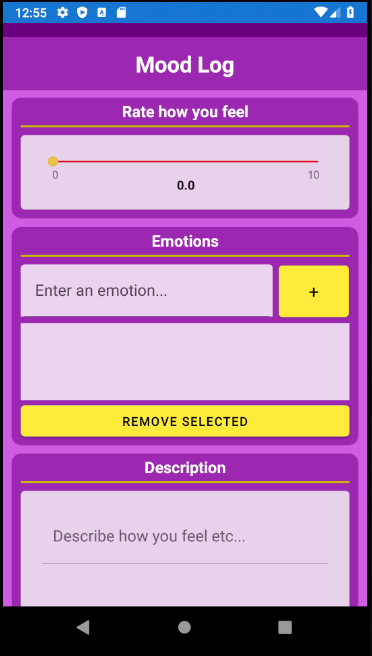 12:55
Mood Log
Rate how you feel
0 10
0.0
Emotions
Enter an emotion... +
REMOVE SELECTED
Description
Describe how you feel etc...